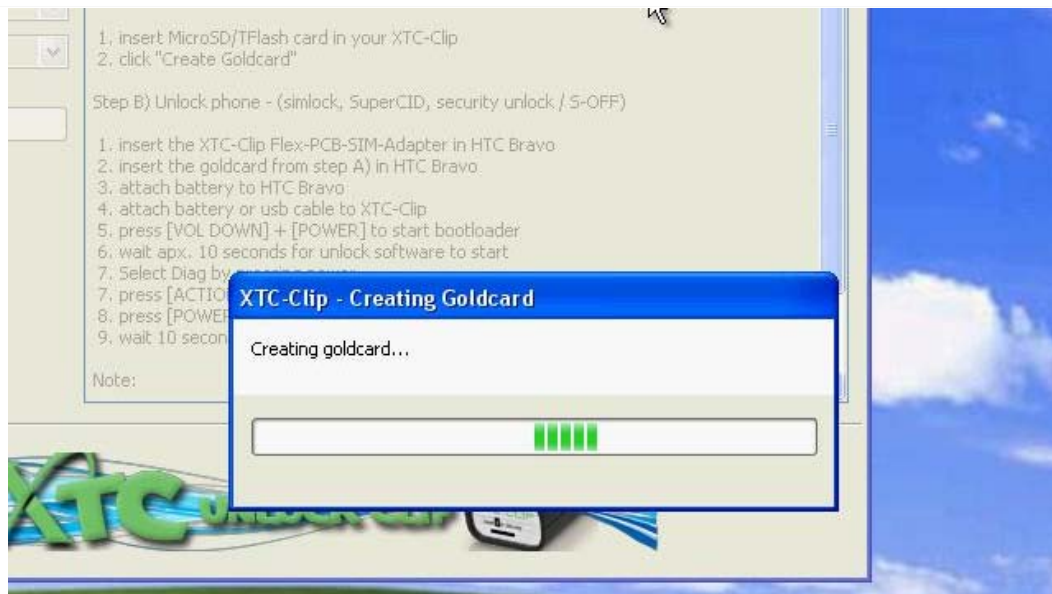 1. insert MicroSD/TFlash card in your XTC-Clip
2. click "Create Goldcard"
Step B) Unlock phone - (simlock, SuperCID, security unlock / S-OFF)
1. insert the XTC-Clip Flex-PCB-SIM-Adapter in HTC Bravo
2. insert the goldcard from step A) in HTC Bravo
3. attach battery to HTC Bravo
4. attach battery or usb cable to XTC-Clip
5. press [VOL DOWN] + [POWER] to start bootloader
6. wait apx. 10 seconds for unlock software to start
7. Select Diag by pressing power
7. press [ACTIO
8. press [POWER
9. wait 10 secon
Note:
XTC-Clip - Creating Goldcard
Creating goldcard...
XTC UNLOCK CLIP